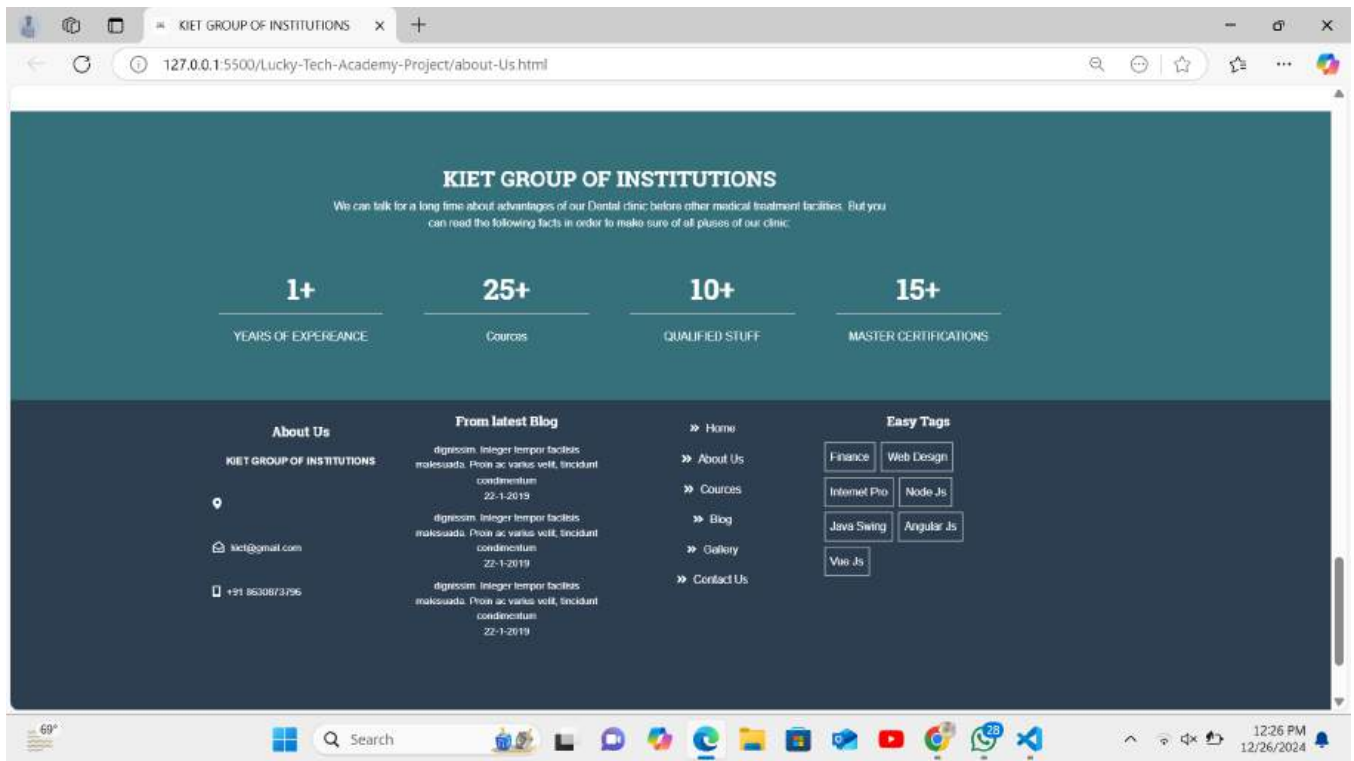 KIET GROUP OF INSTITUTIONS
127.0.0.1:5500/Lucky-Tech-Academy-Project/about-Us.html
KIET GROUP OF INSTITUTIONS
We can talk for a long time about advantages of our Dental clinic before other medical treatment facilities. But you
can read the following facts in order to make sure of all pluses of our clinic:
1+ 25+ 10+ 15+
YEARS OF EXPEREANCE Cources QUALIFIED STUFF MASTER CERTIFICATIONS
About Us
KIET GROUP OF INSTITUTIONS
kiet@gmail.com
+91 8630873796
From latest Blog
dignissim. Integer tempor facilisis
malesuada. Proin ac varius velit, tincidunt
condimentum
22-1-2019
dignissim. Integer tempor facilisis
malesuada. Proin ac varius velit, tincidunt
condimentum
22-1-2019
dignissim. Integer tempor facilisis
malesuada. Proin ac varius velit, tincidunt
condimentum
22-1-2019
Home
About Us
Cources
Blog
Gallery
Contact Us
Easy Tags
Finance Web Design
Internet Pro Node Js
Java Swing Angular Js
Vue Js
69°
Search
28
12:26 PM
12/26/2024